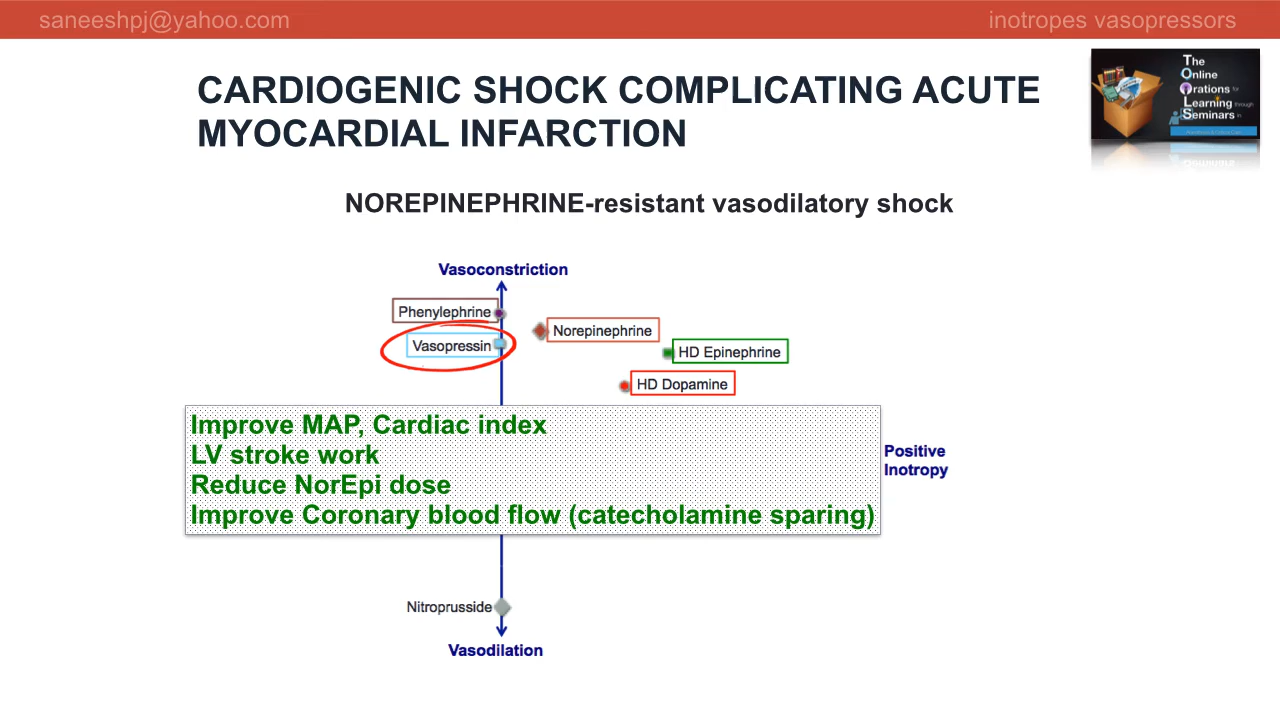 saneeshpj@yahoo.com
inotropes vasopressors
The
Online
Orations for
Learning through
Seminars in
CARDIOGENIC SHOCK COMPLICATING ACUTE
MYOCARDIAL INFARCTION
NOREPINEPHRINE-resistant vasodilatory shock
Vasoconstriction
Phenylephrine
Norepinephrine
Vasopressin
HD Epinephrine
HD Dopamine
Improve MAP, Cardiac index
LV stroke work
Reduce NorEpi dose
Improve Coronary blood flow (catecholamine sparing)
Positive
Inotropy
Nitroprusside
Vasodilation